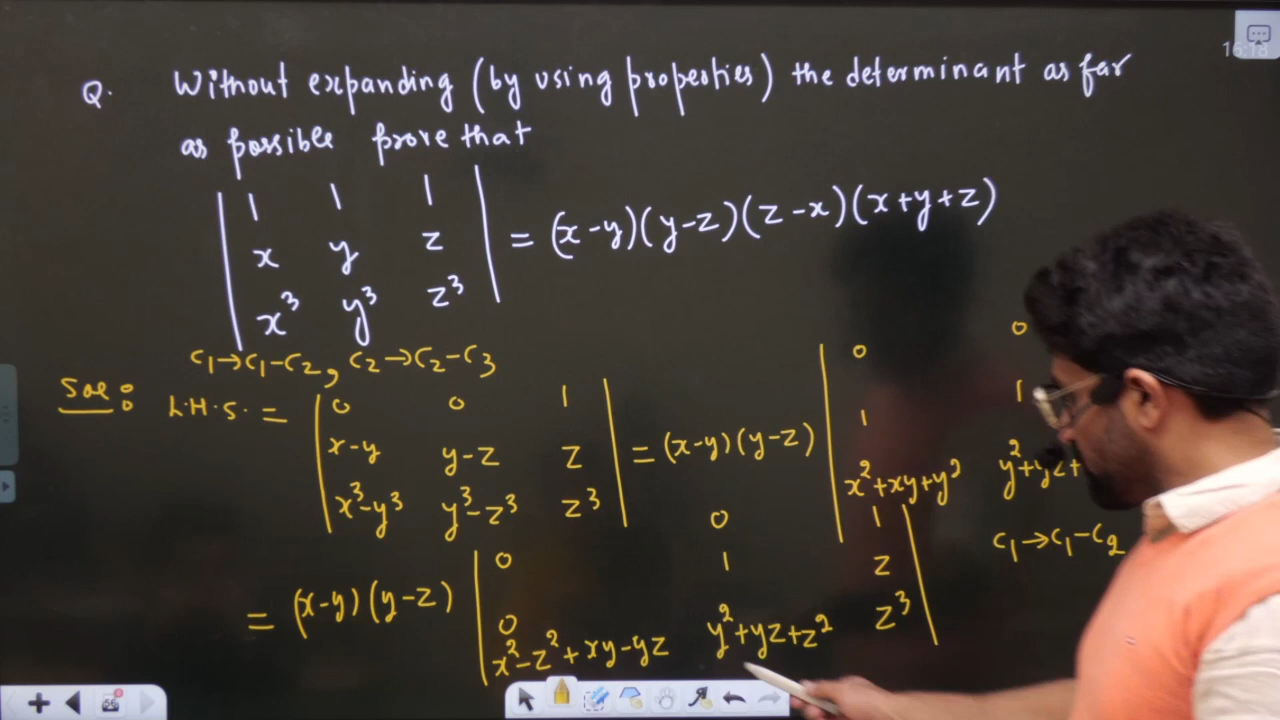 16:18
Q. Without expanding (by using properties) the determinant as far
as possible prove that
| 1 1 1 |
| x y z | = (x-y)(y-z)(z-x)(x+y+z)
| x³ y³ z³ |
C₁→C₁-C₂, C₂→C₂-C₃
Sol: L.H.S. = | 0 0 1 |
| x-y y-z z | = (x-y)(y-z) | 0 0
| x³-y³ y³-z³ z³ | | 1 1
| x²+xy+y² y²+yz+
C₁→C₁-C₂
= (x-y)(y-z) | 0 0 1 |
| 0 1 z |
| x²-z²+xy-yz y²+yz+z² z³ |
56